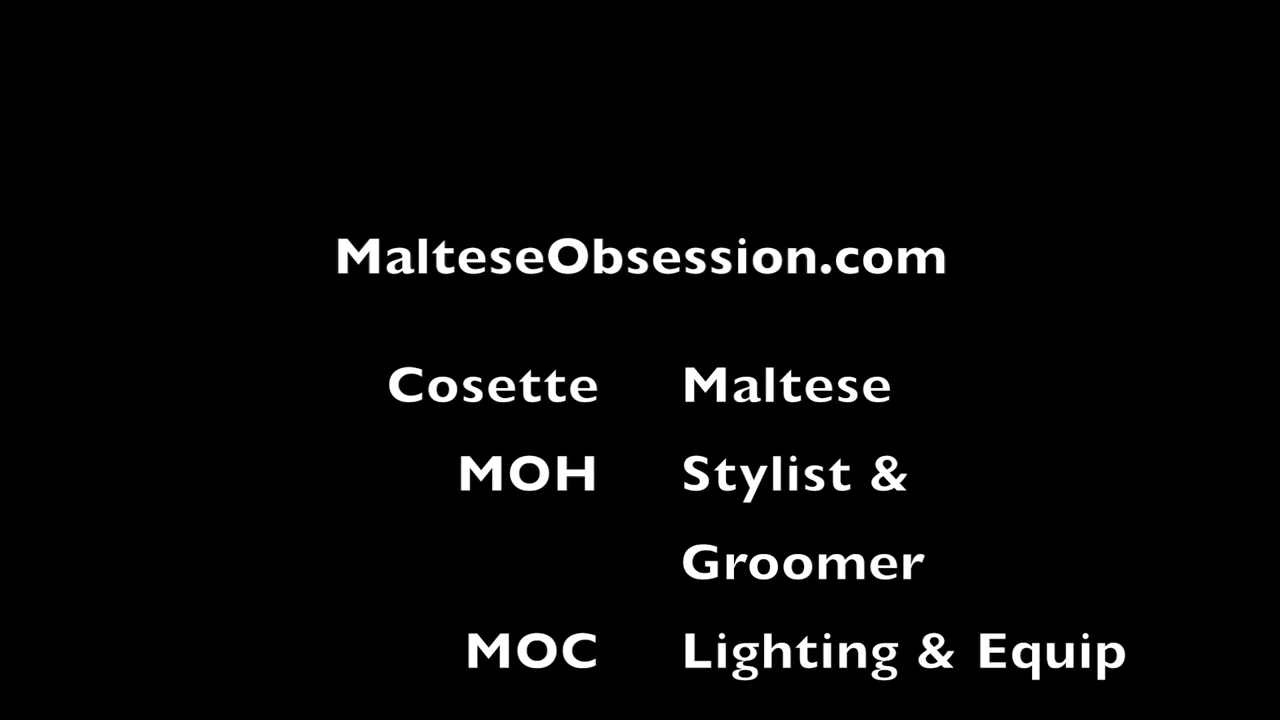 MalteseObsession.com
Cosette Maltese
MOH Stylist &
Groomer
MOC Lighting & Equip